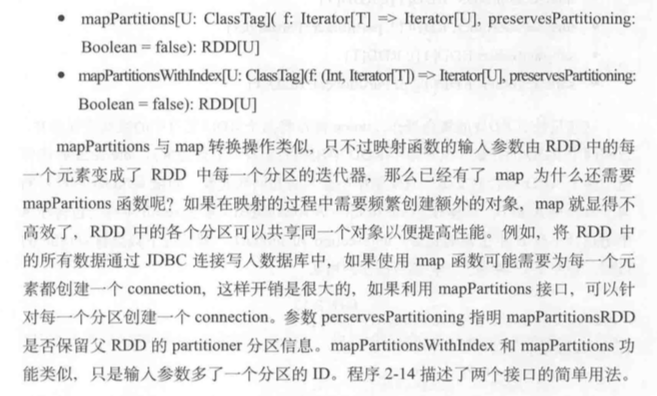 • mapPartitions[U: ClassTag]( f: Iterator[T] => Iterator[U], preservesPartitioning:
Boolean = false): RDD[U]
• mapPartitionsWithIndex[U: ClassTag](f: (Int, Iterator[T]) => Iterator[U], preservesPartitioning:
Boolean = false): RDD[U]
mapPartitions 与 map 转换操作类似，只不过映射函数的输入参数由 RDD 中的每
一个元素变成了 RDD 中每一个分区的迭代器，那么已经有了 map 为什么还需要
mapParitions 函数呢？如果在映射的过程中需要频繁创建额外的对象，map 就显得不
高效了，RDD 中的各个分区可以共享同一个对象以便提高性能。例如，将 RDD 中
的所有数据通过 JDBC 连接写入数据库中，如果使用 map 函数可能需要为每一个元
素都创建一个 connection，这样开销是很大的，如果利用 mapPartitions 接口，可以针
对每一个分区创建一个 connection。参数 perservesPartitioning 指明 mapPartitionsRDD
是否保留父 RDD 的 partitioner 分区信息。mapPartitionsWithIndex 和 mapPartitions 功
能类似，只是输入参数多了一个分区的 ID。程序 2-14 描述了两个接口的简单用法。